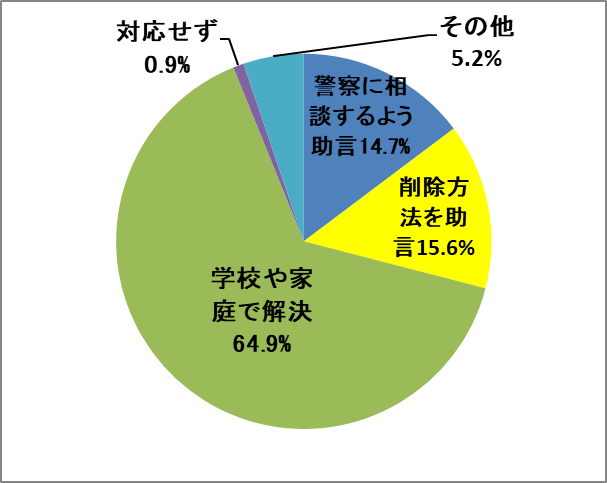 対応せず
0.9%
その他
5.2%
警察に相
談するよう
助言14.7%
削除方
法を助
言15.6%
学校や家
庭で解決
64.9%